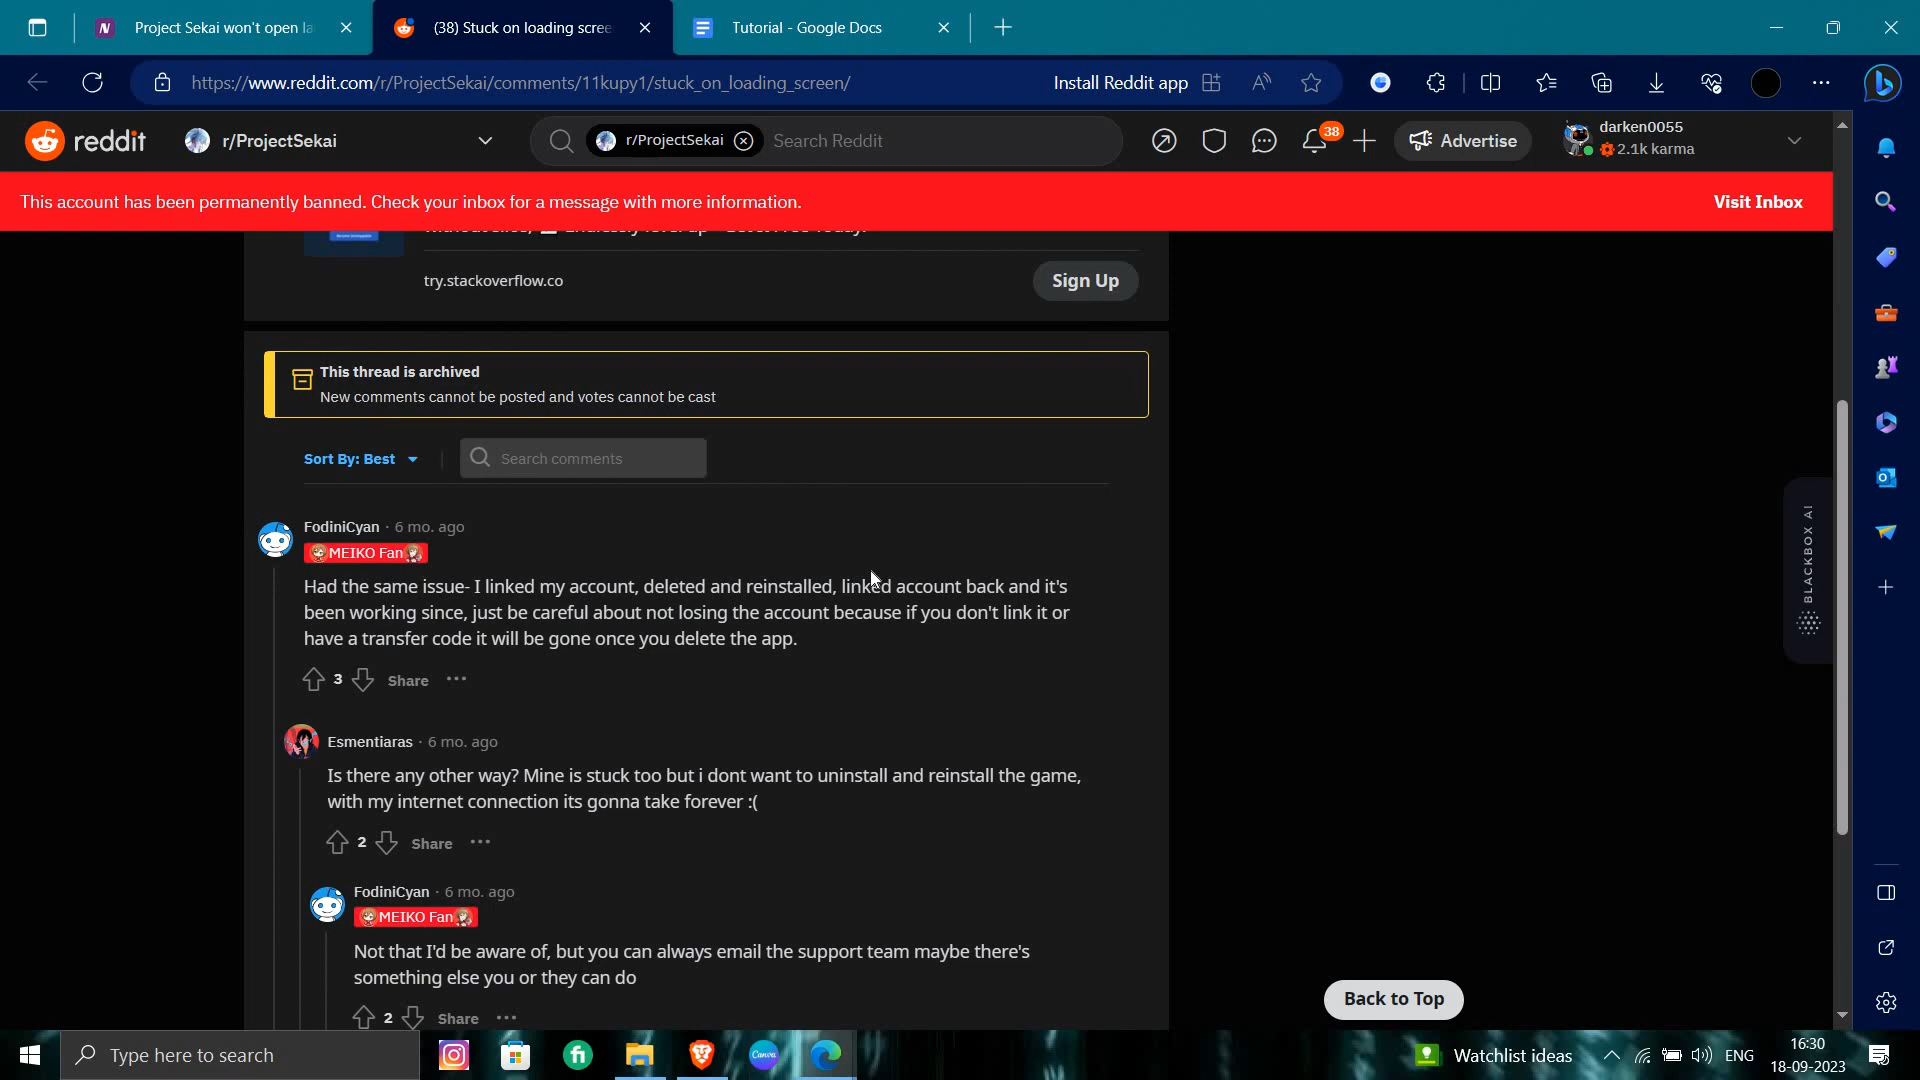 Project Sekai won't open la
(38) Stuck on loading scree
Tutorial - Google Docs
https://www.reddit.com/r/ProjectSekai/comments/11kupy1/stuck_on_loading_screen/
Install Reddit app
reddit
r/ProjectSekai
r/ProjectSekai
Search Reddit
38
Advertise
darken0055
2.1k karma
This account has been permanently banned. Check your inbox for a message with more information.
Visit Inbox
try.stackoverflow.co
Sign Up
This thread is archived
New comments cannot be posted and votes cannot be cast
Sort By: Best
Search comments
FodiniCyan · 6 mo. ago
MEIKO Fan
Had the same issue- I linked my account, deleted and reinstalled, linked account back and it's
been working since, just be careful about not losing the account because if you don't link it or
have a transfer code it will be gone once you delete the app.
3
Share
Esmentiaras · 6 mo. ago
Is there any other way? Mine is stuck too but i dont want to uninstall and reinstall the game,
with my internet connection its gonna take forever :(
2
Share
FodiniCyan · 6 mo. ago
MEIKO Fan
Not that I'd be aware of, but you can always email the support team maybe there's
something else you or they can do
2
Share
BLACKBOX AI
Back to Top
Type here to search
Canva
Watchlist ideas
ENG
16:30
18-09-2023